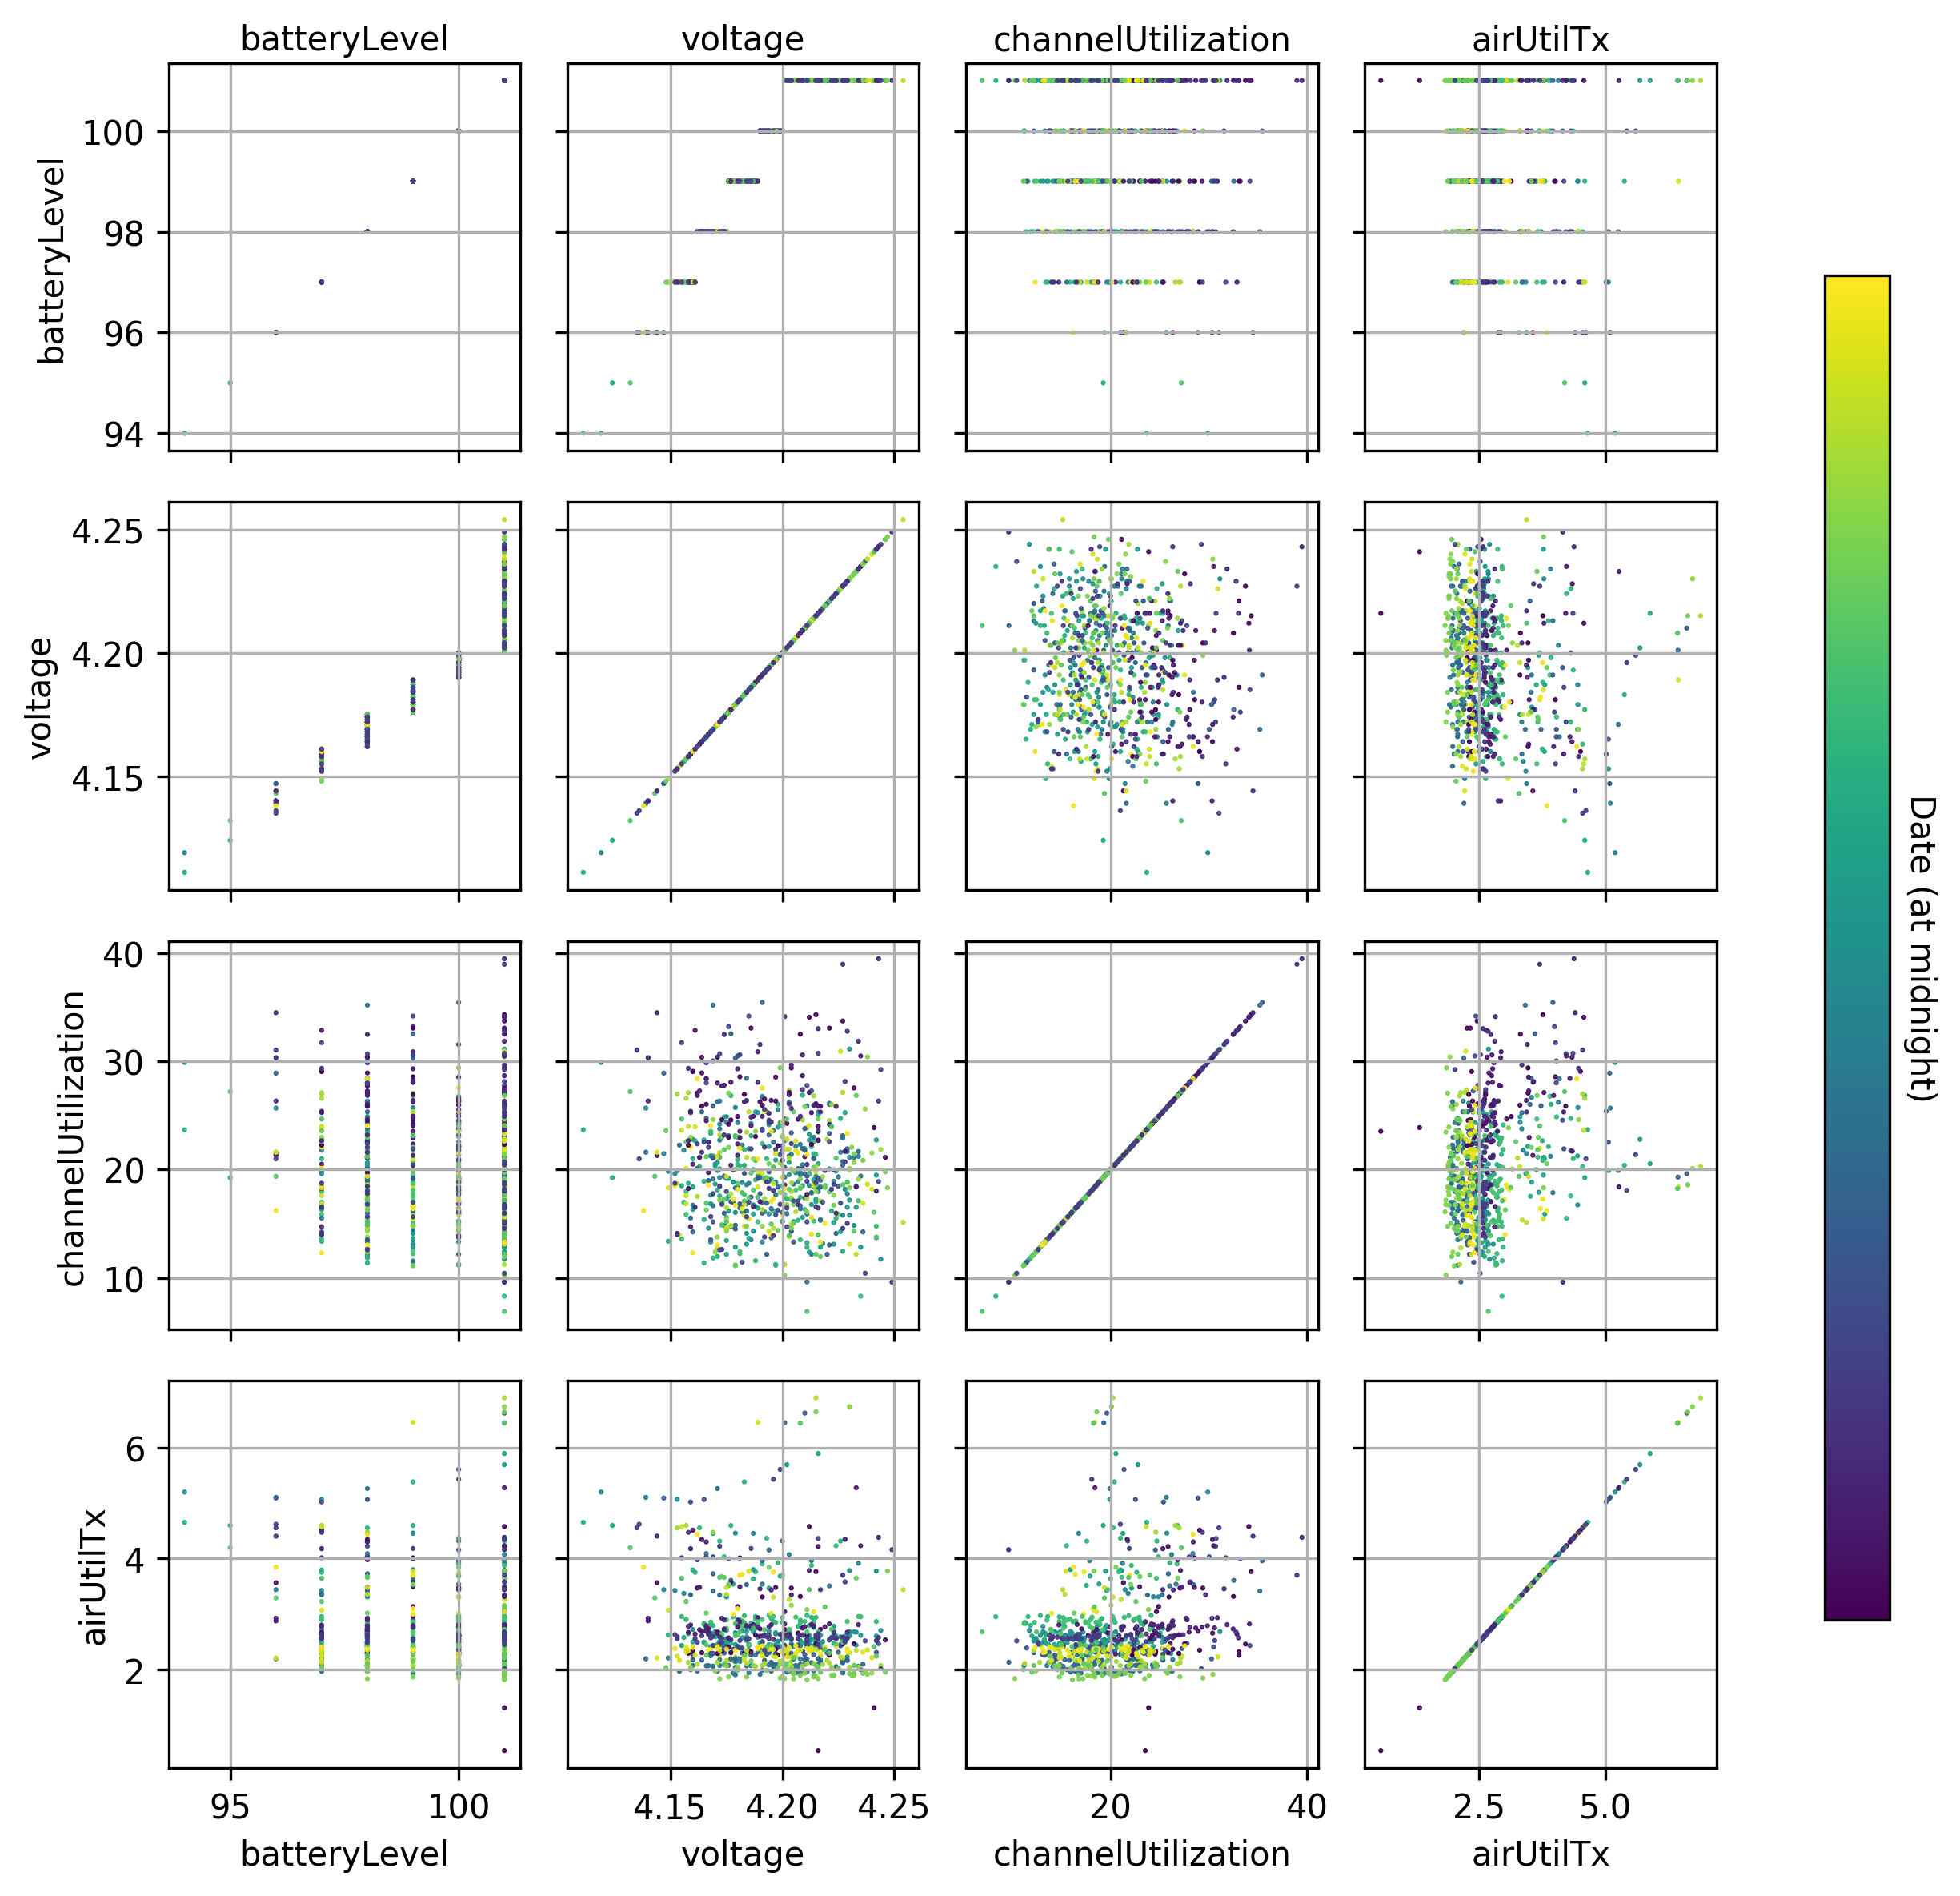 batteryLevel voltage channelUtilization airUtilTx
batteryLevel
100
98
96
94
voltage
4.25
4.20
4.15
channelUtilization
40
30
20
10
airUtilTx
6
4
2
95 100 4.15 4.20 4.25 20 40 2.5 5.0
batteryLevel voltage channelUtilization airUtilTx
Date (at midnight)